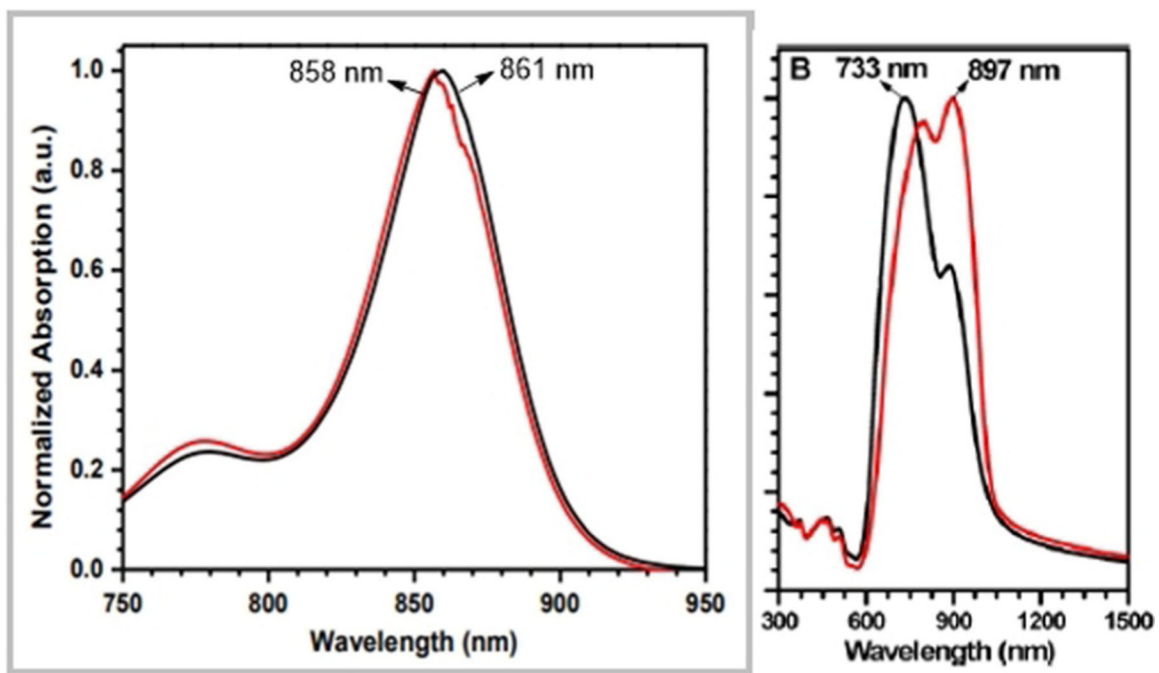 858 nm
861 nm
1.0
0.8
0.6
0.4
0.2
0.0
Normalized Absorption (a.u.)
750
800
850
900
950
Wavelength (nm)
B
733 nm
897 nm
300
600
900
1200
1500
Wavelength (nm)